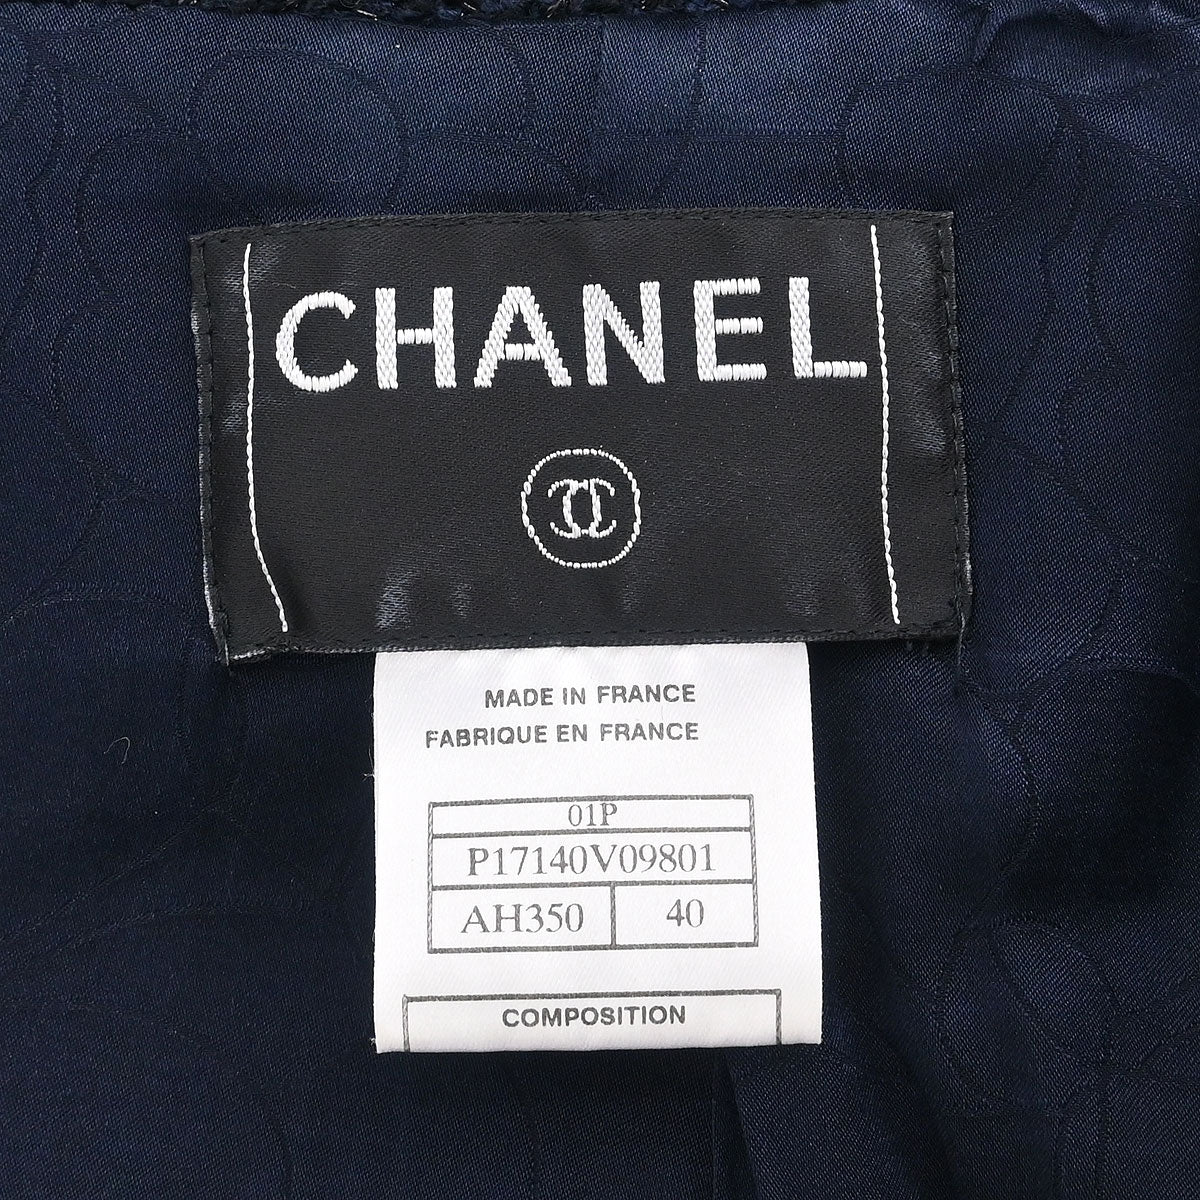 CHANEL
MADE IN FRANCE
FABRIQUE EN FRANCE
01P
P17140V09801
AH350 40
COMPOSITION